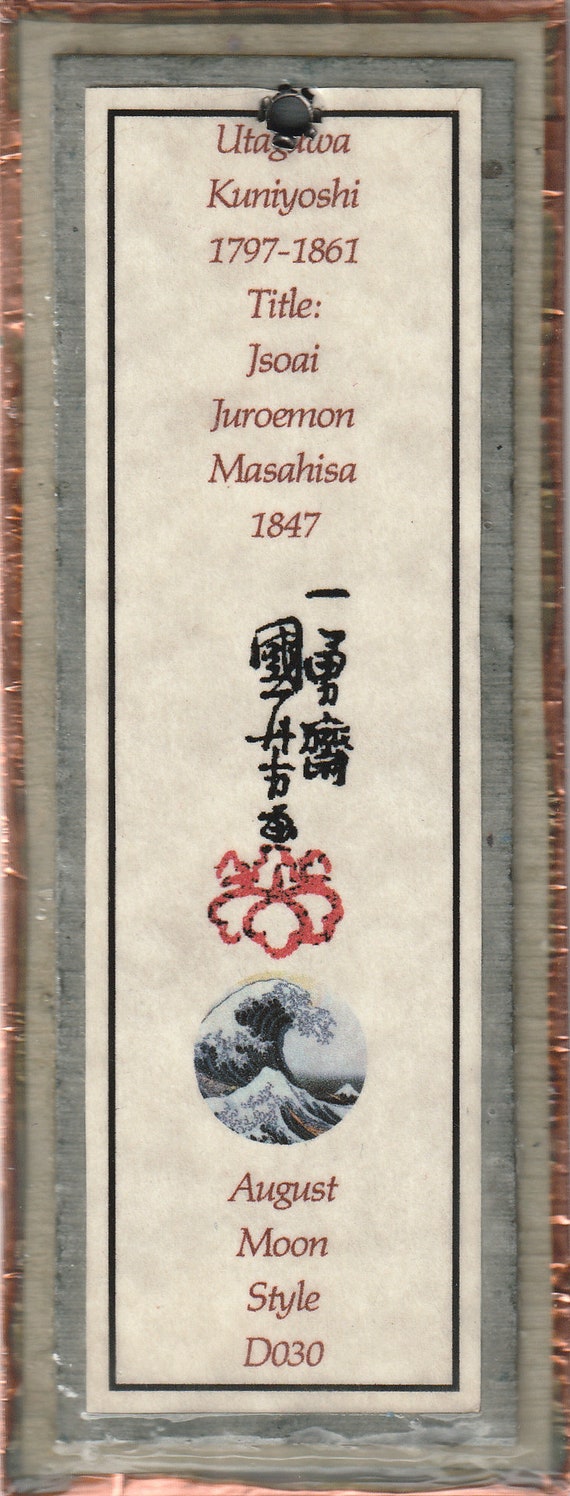 Utagawa
Kuniyoshi
1797-1861
Title:
Jsoai
Juroemon
Masahisa
1847
一勇齋
國芳画
August
Moon
Style
D030